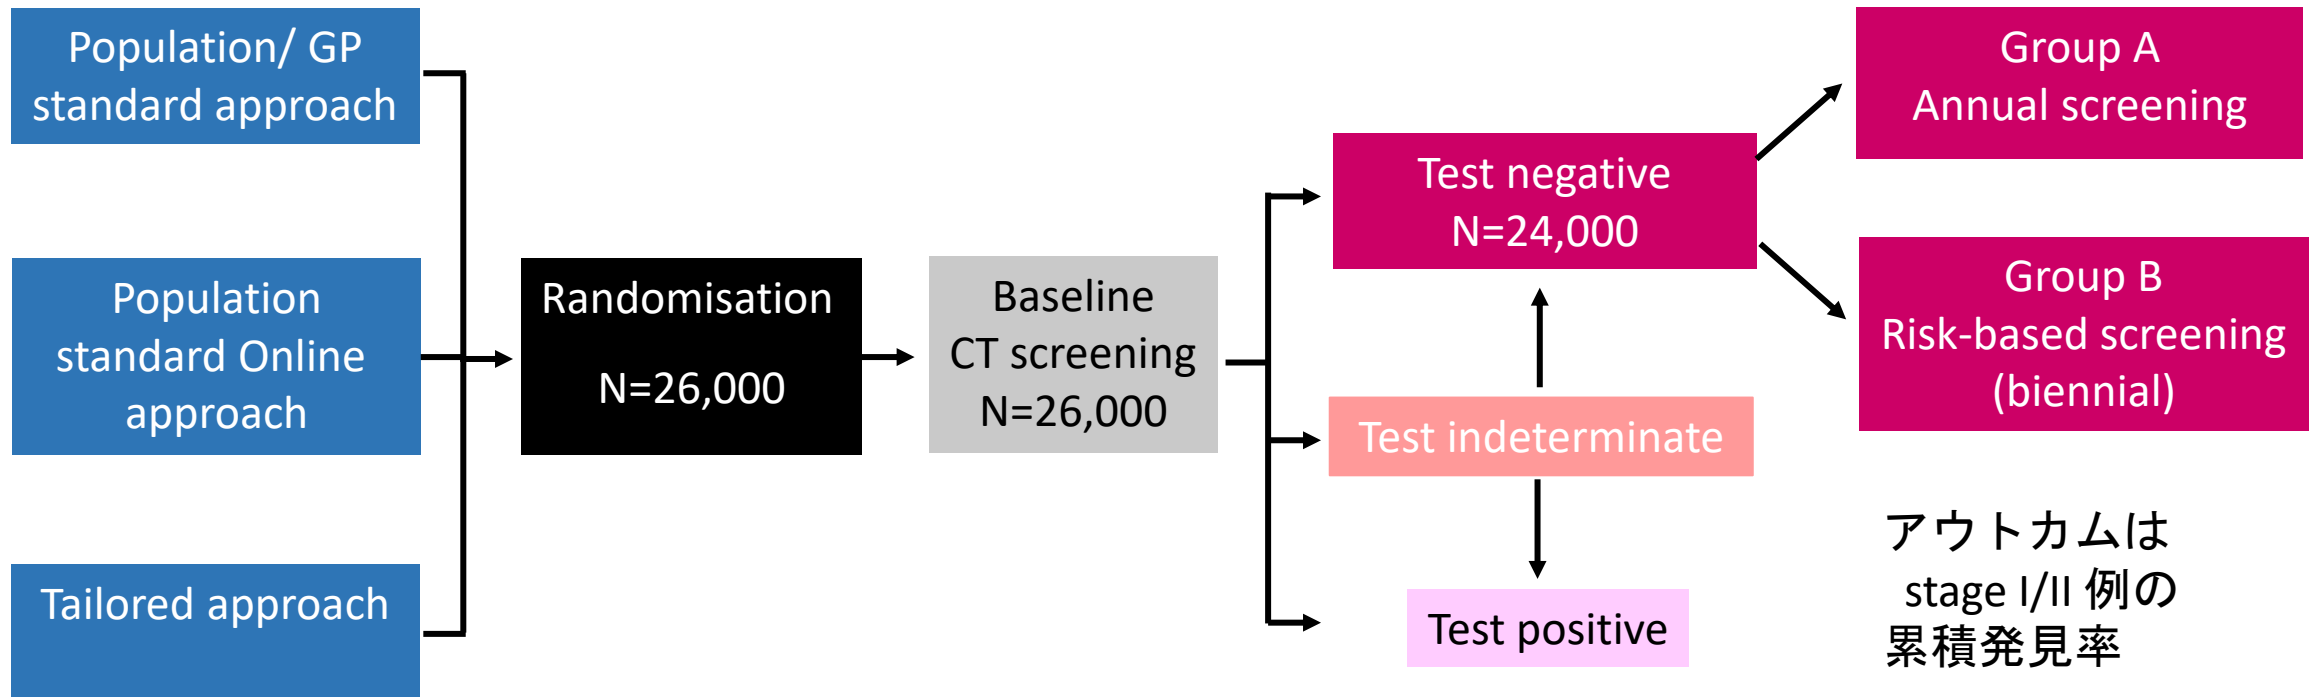 Population/ GP
standard approach
Population
standard Online
approach
Tailored approach
Randomisation
N=26,000
Baseline
CT screening
N=26,000
Test negative
N=24,000
Test indeterminate
Test positive
Group A
Annual screening
Group B
Risk-based screening
(biennial)
アウトカムは
stage I/II 例の
累積発見率